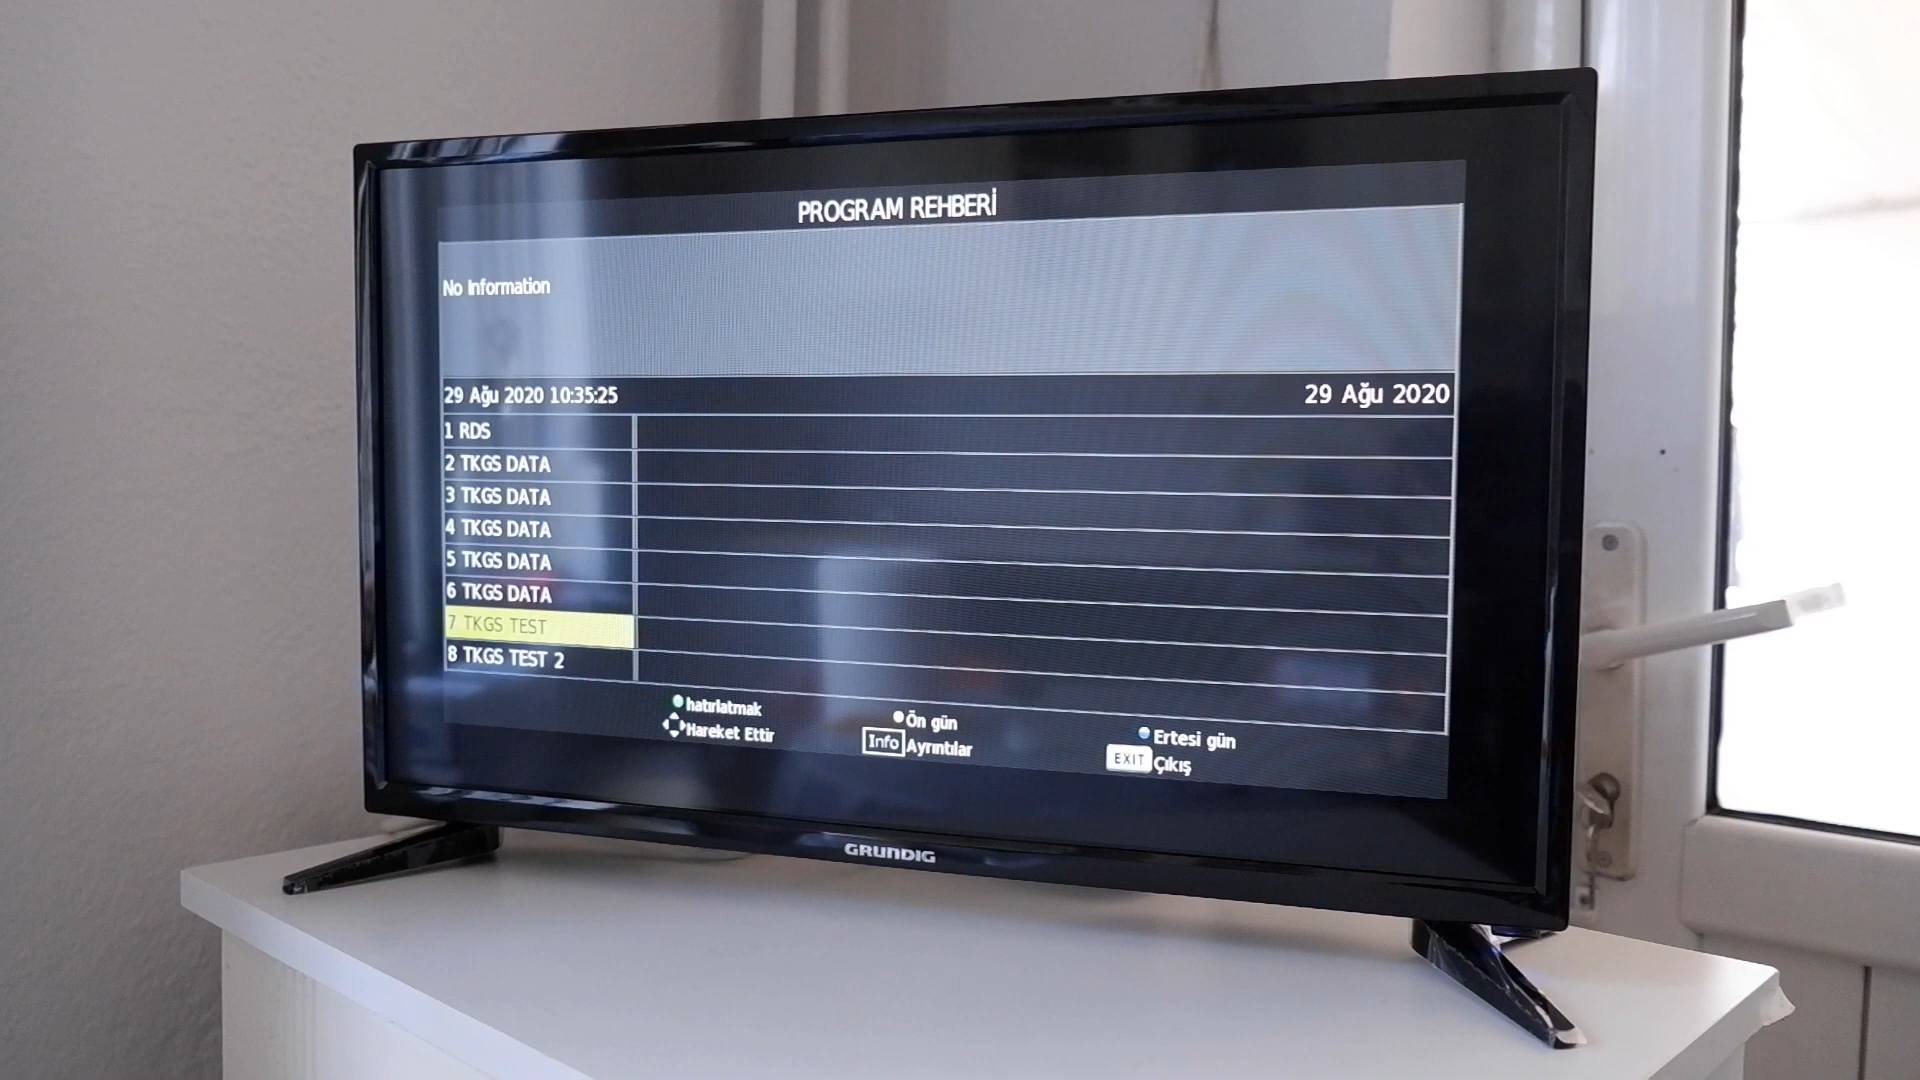 PROGRAM REHBERİ
No Information
29 Ağu 2020 10:35:25
29 Ağu 2020
1 RDS
2 TKGS DATA
3 TKGS DATA
4 TKGS DATA
5 TKGS DATA
6 TKGS DATA
7 TKGS TEST
8 TKGS TEST 2
hatırlatmak
Ön gün
Ertesi gün
Hareket Ettir
Info Ayrıntılar
EXIT Çıkış
GRUNDIG